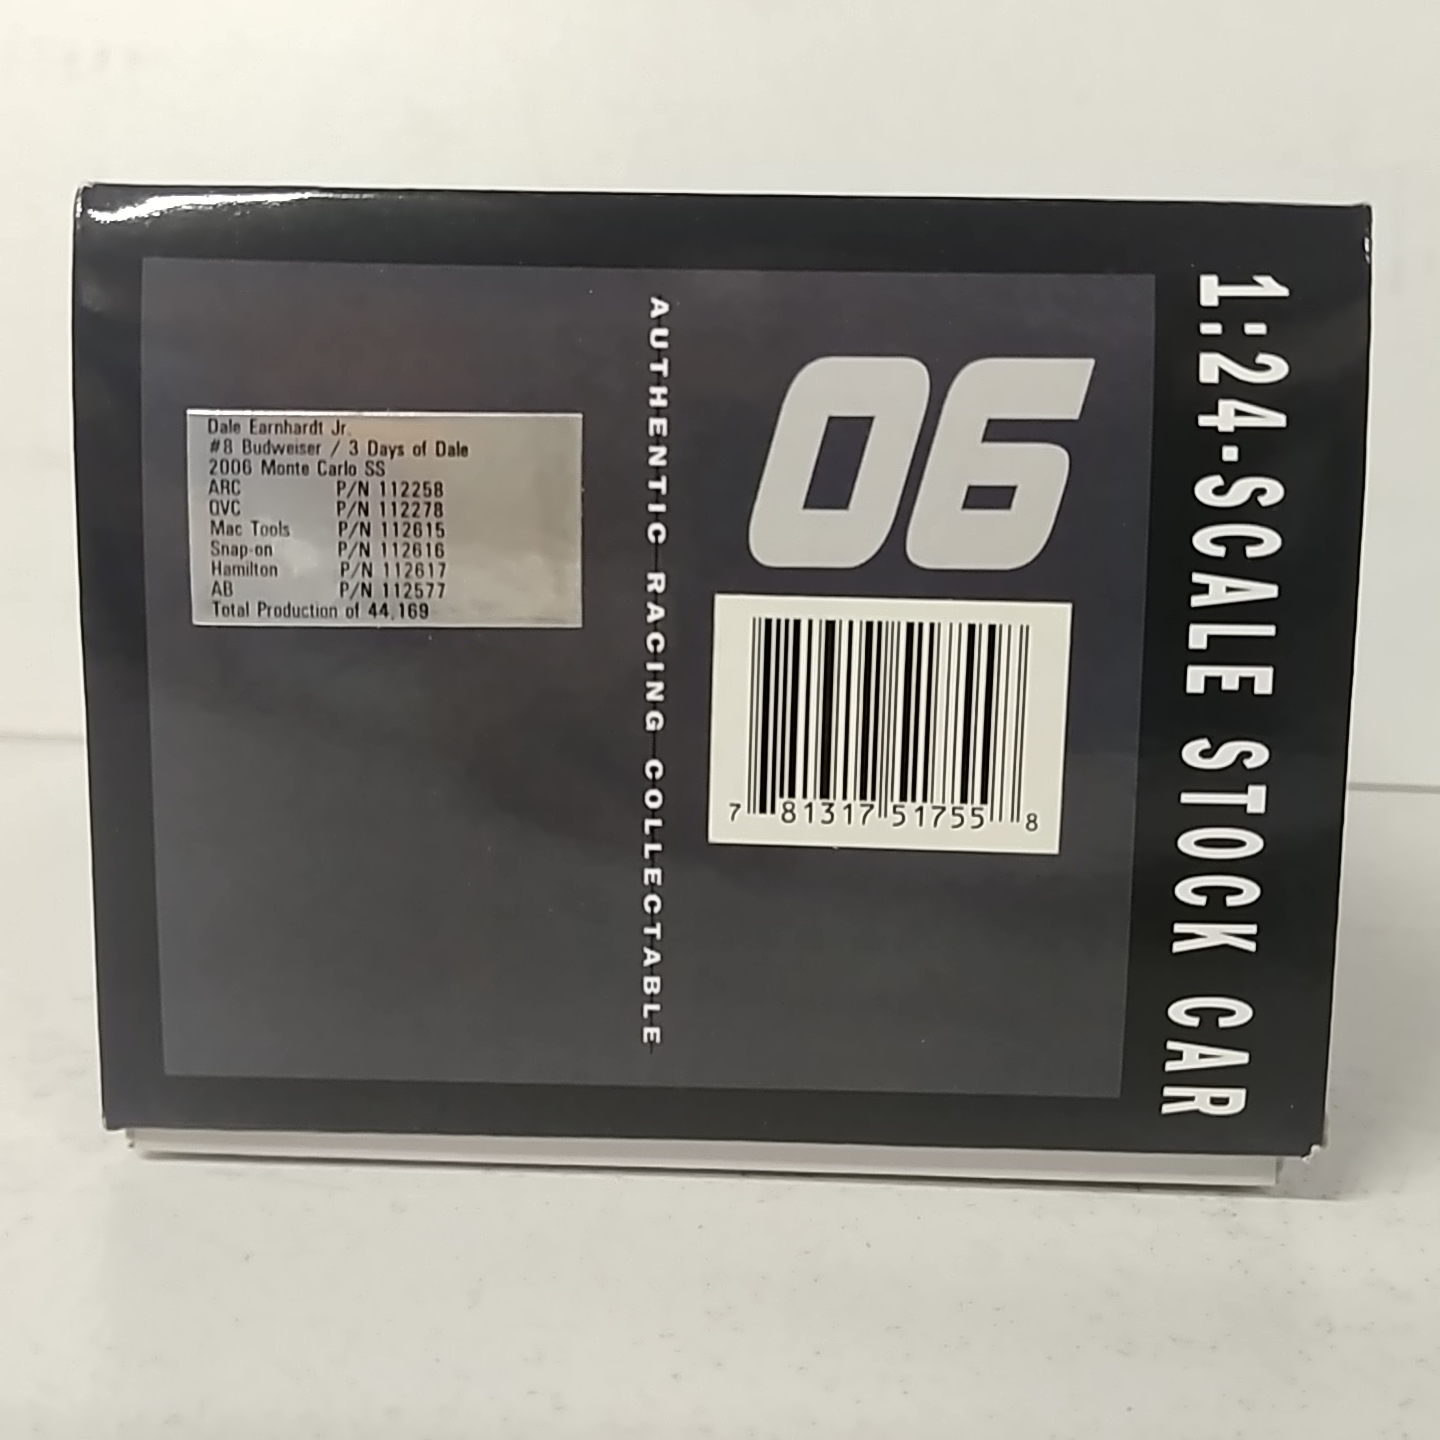 Dale Earnhardt Jr.
#8 Budweiser / 3 Days of Dale
2006 Monte Carlo SS
ARC P/N 112258
QVC P/N 112278
Mac Tools P/N 112615
Snap-on P/N 112616
Hamilton P/N 112617
AB P/N 112577
Total Production of 44,169
AUTHENTIC RACING COLLECTABLE
06
7 81317 51755 8
1:24-SCALE STOCK CAR